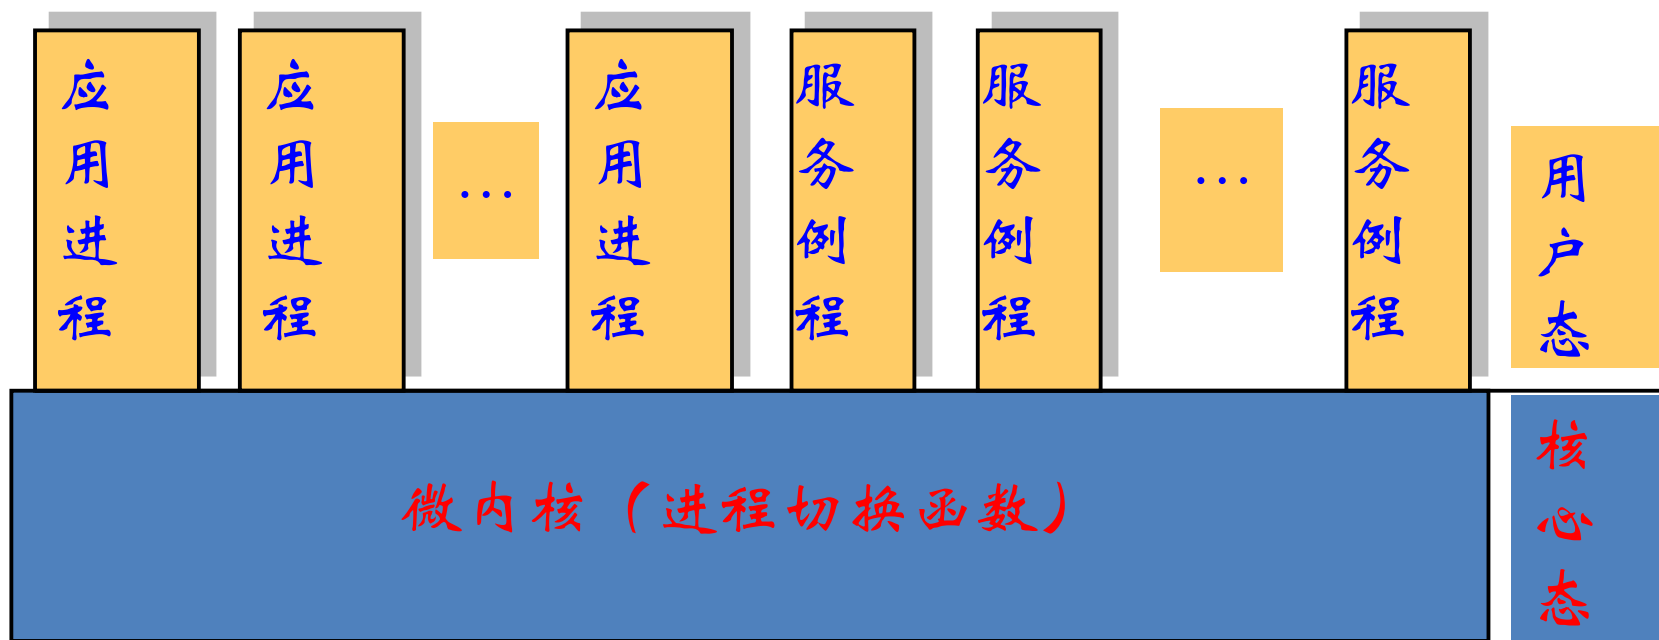 应用进程
应用进程
…
应用进程
服务例程
服务例程
…
服务例程
用户态
微内核（进程切换函数）
核心态